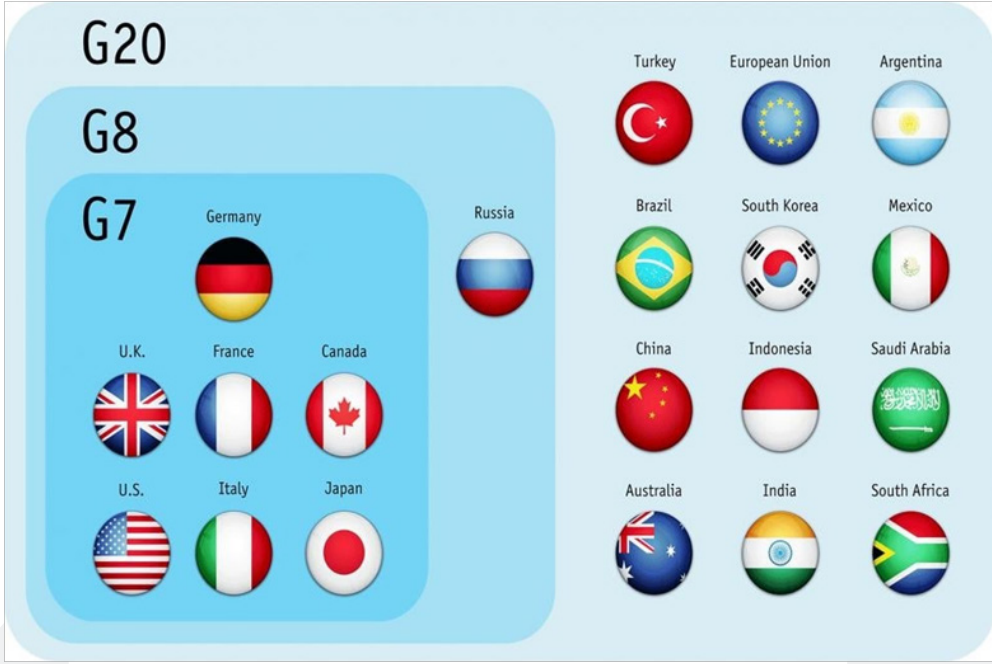 G20
G8
G7
Germany
U.K.
France
Canada
U.S.
Italy
Japan
Russia
Turkey
European Union
Argentina
Brazil
South Korea
Mexico
China
Indonesia
Saudi Arabia
Australia
India
South Africa